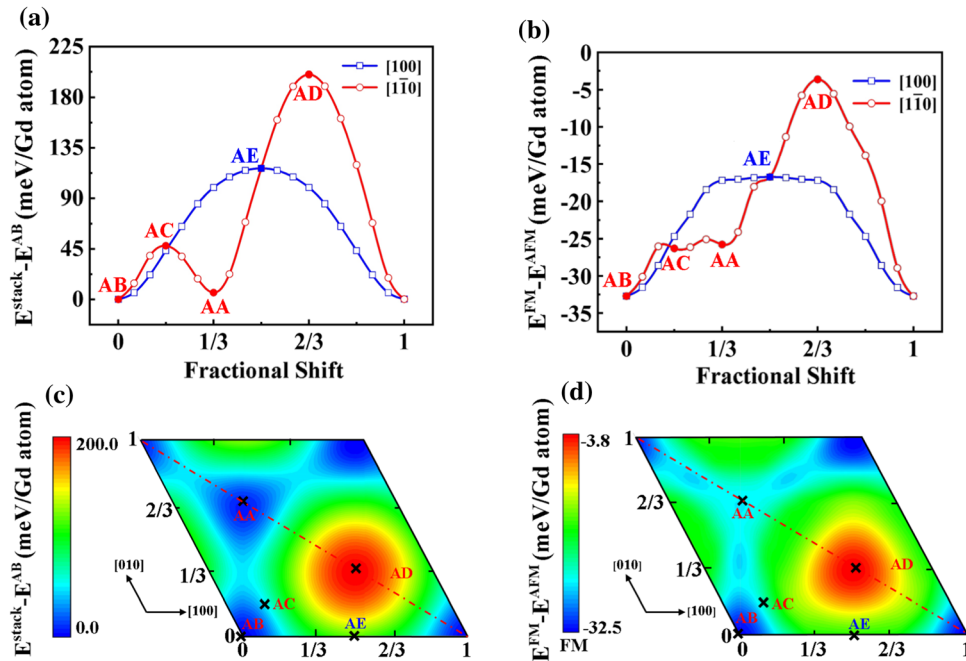 (a)
E^stack-E^AB (meV/Gd atom)
225
180
135
90
45
0
[100]
[11̄0]
AB
AC
AA
AE
AD
0
1/3
2/3
1
Fractional Shift
(b)
E^FM-E^AFM (meV/Gd atom)
0
-5
-10
-15
-20
-25
-30
-35
[100]
[11̄0]
AB
AC
AA
AE
AD
0
1/3
2/3
1
Fractional Shift
(c)
E^stack-E^AB (meV/Gd atom)
200.0
0.0
1
2/3
1/3
0
[010]
[100]
AA
AD
AC
AB
AE
1/3
2/3
1
(d)
E^FM-E^AFM (meV/Gd atom)
-3.8
-32.5
FM
1
2/3
1/3
0
[010]
[100]
AA
AD
AC
AB
AE
1/3
2/3
1